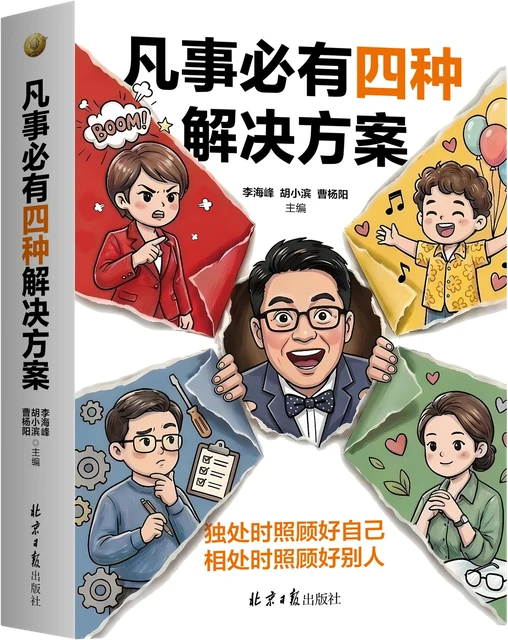 凡事必有四种解决方案
李海峰
胡小滨
曹杨阳
主编
北京日报出版社
凡事必有四种
解决方案
李海峰 胡小滨 曹杨阳
主编
BOOM!
独处时照顾好自己
相处时照顾好别人
北京日报出版社